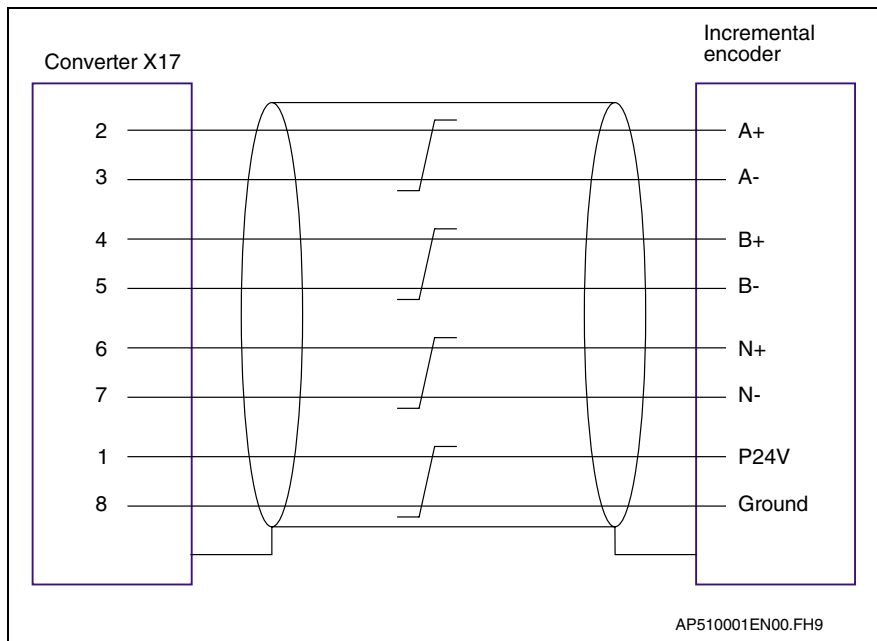 Converter X17
Incremental
encoder
2 A+
3 A-
4 B+
5 B-
6 N+
7 N-
1 P24V
8 Ground
AP510001EN00.FH9